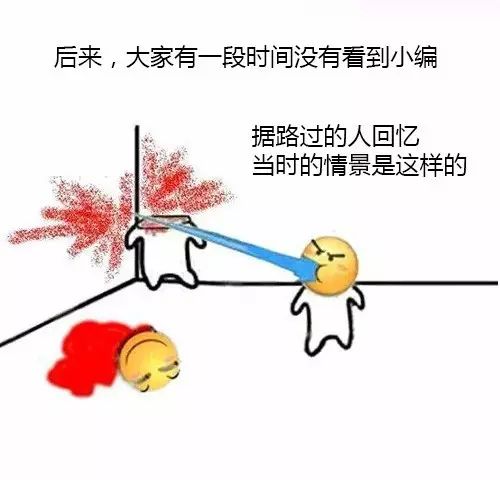 后来，大家有一段时间没有看到小编
据路过的人回忆
当时的情景是这样的